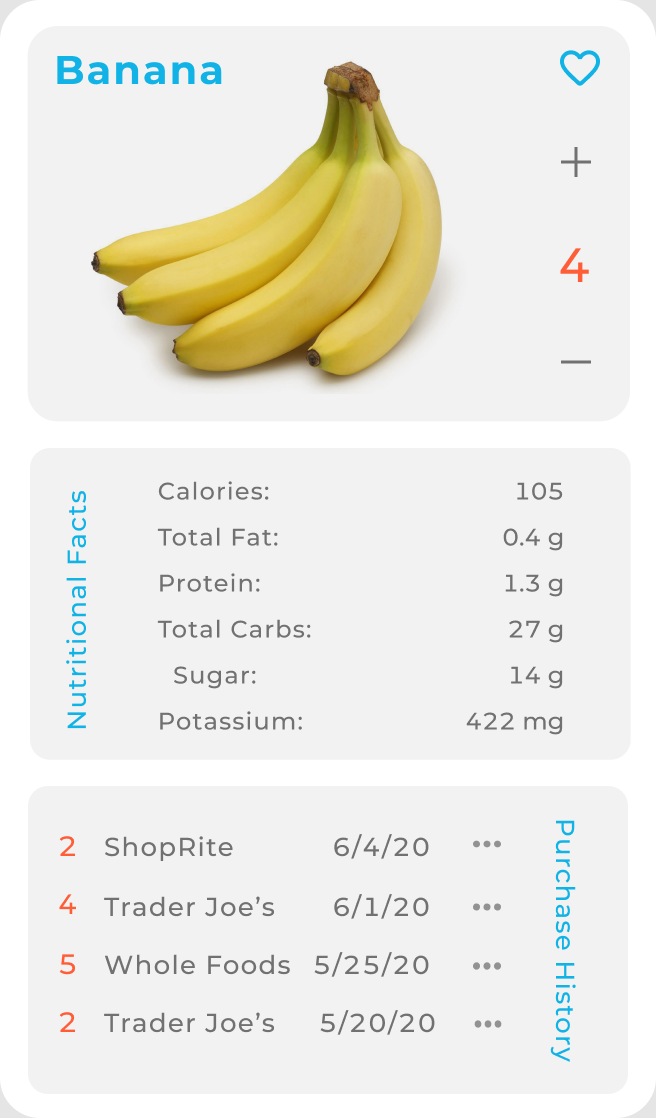 Banana
4
Nutritional Facts
Calories: 105
Total Fat: 0.4 g
Protein: 1.3 g
Total Carbs: 27 g
Sugar: 14 g
Potassium: 422 mg
2 ShopRite 6/4/20
4 Trader Joe’s 6/1/20
5 Whole Foods 5/25/20
2 Trader Joe’s 5/20/20
Purchase History